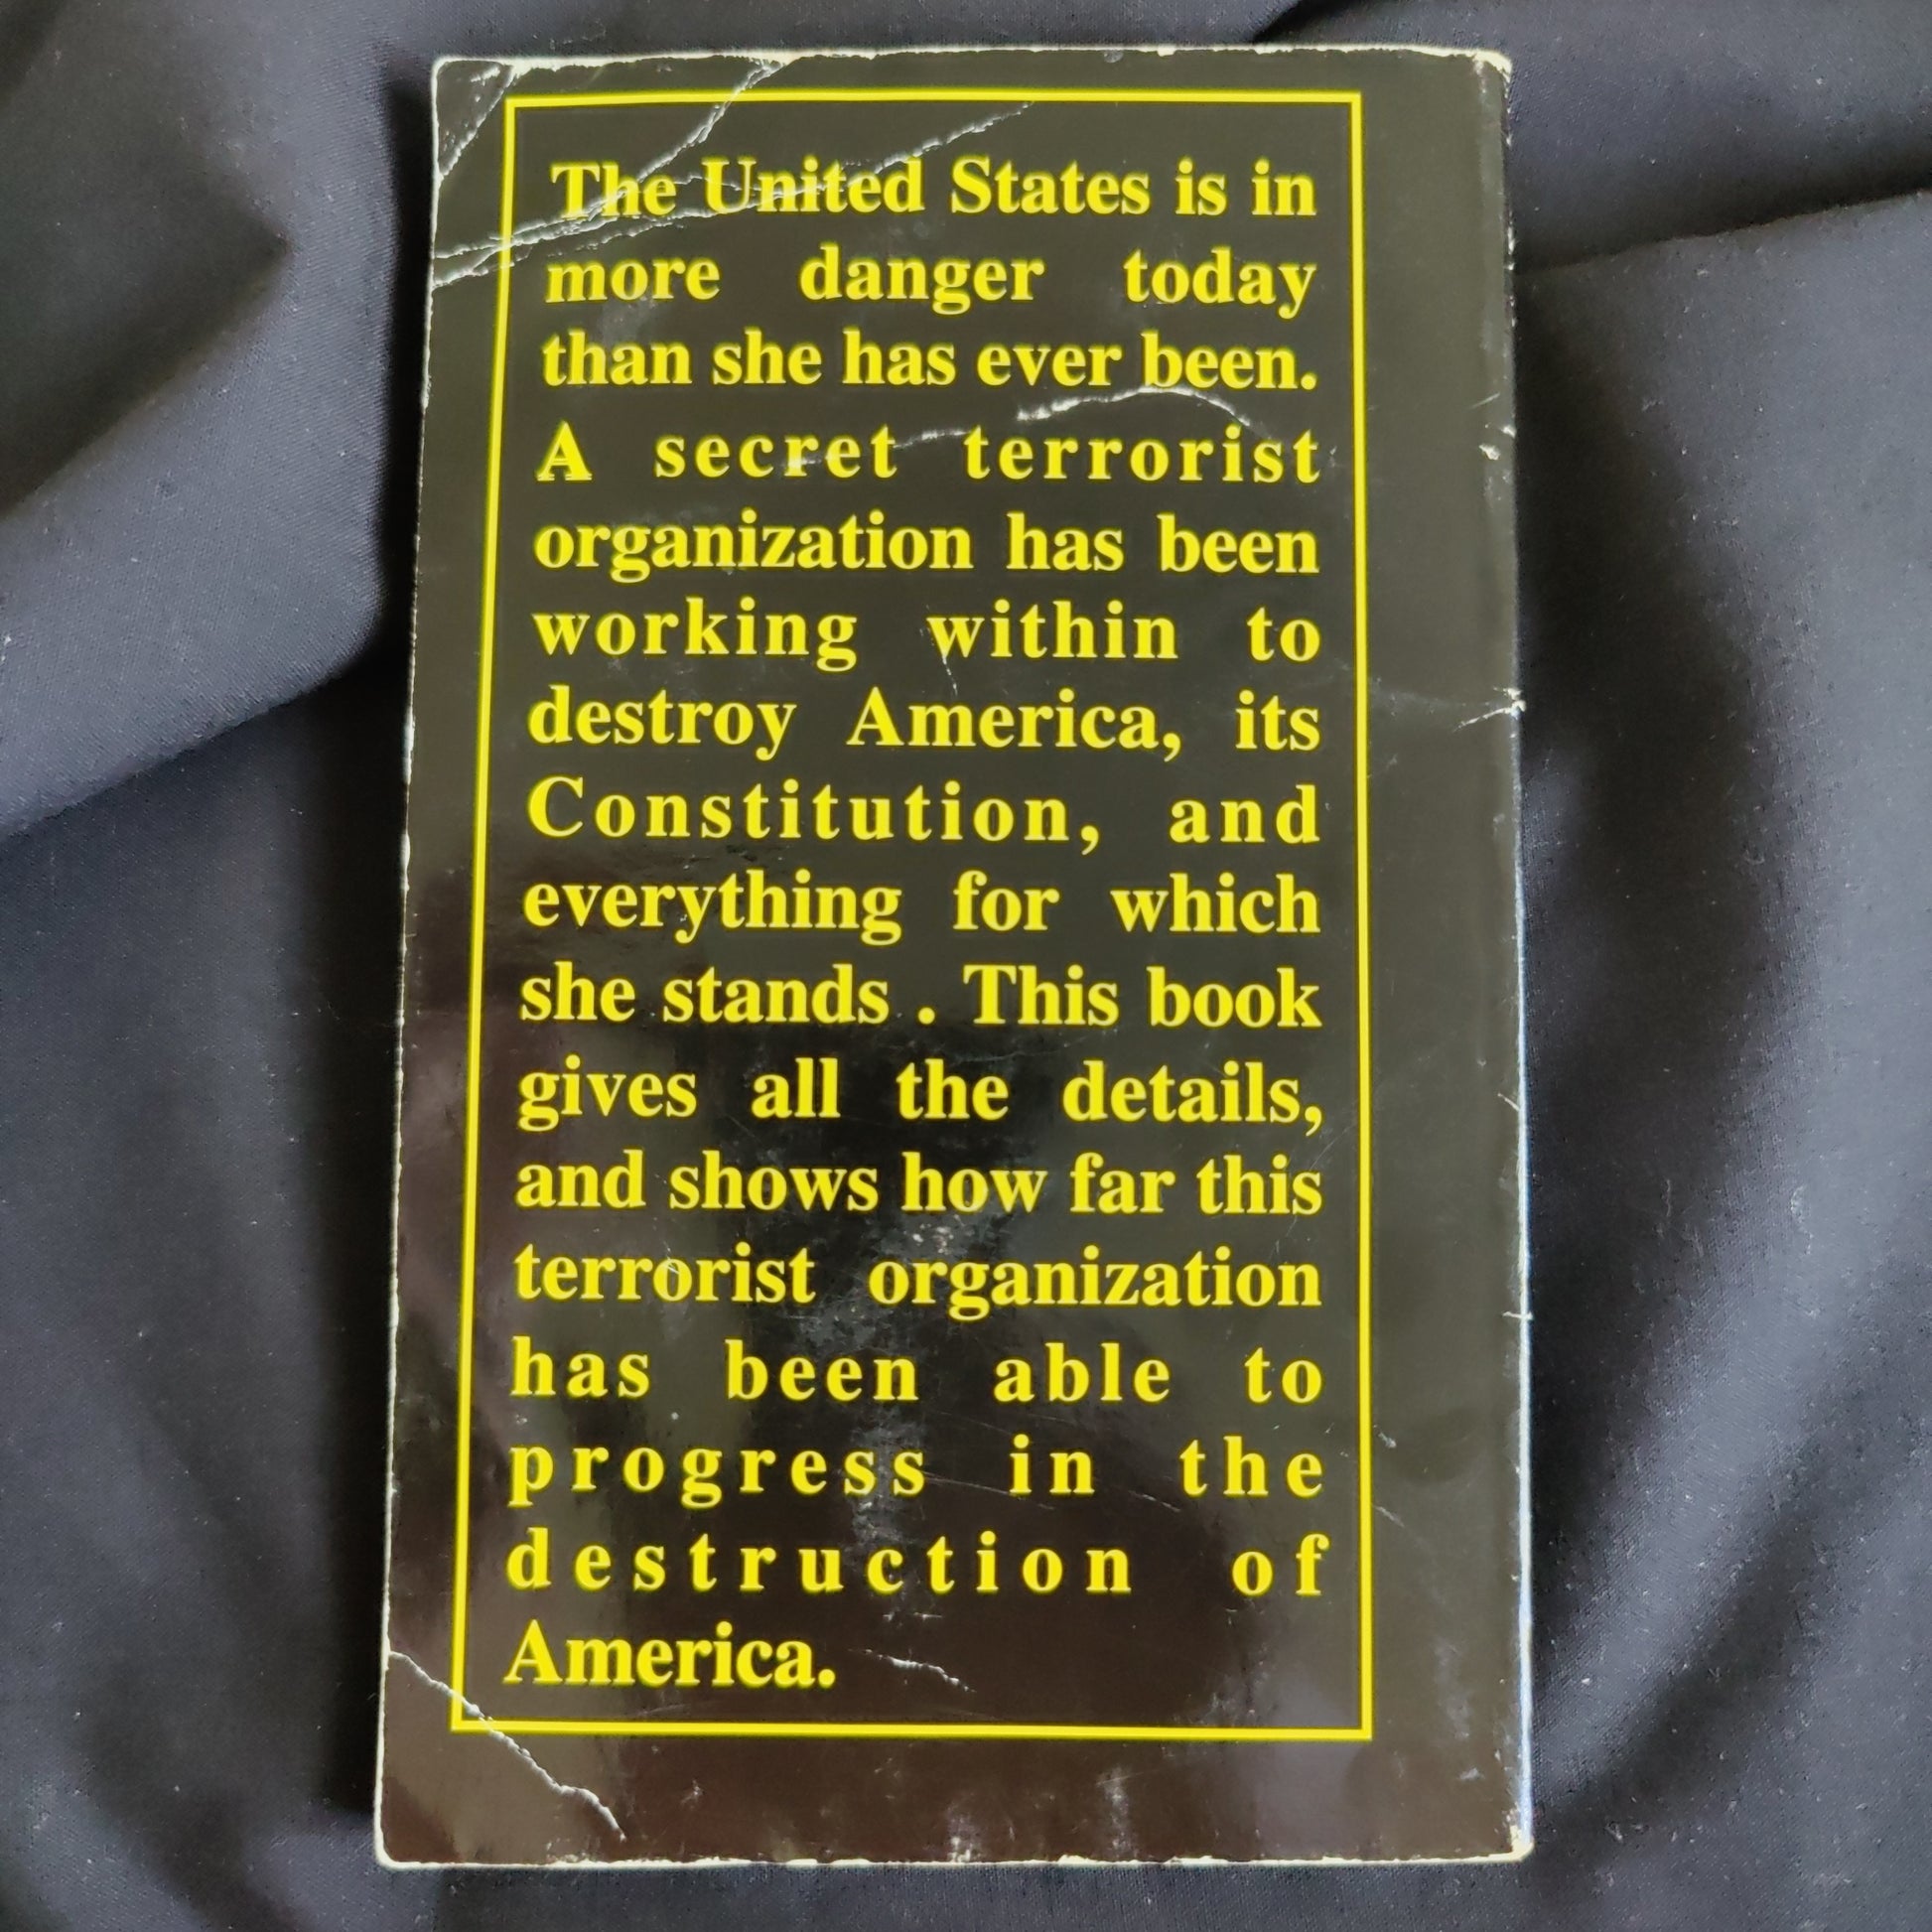 The United States is in
more danger today
than she has ever been.
A secret terrorist
organization has been
working within to
destroy America, its
Constitution, and
everything for which
she stands . This book
gives all the details,
and shows how far this
terrorist organization
has been able to
progress in the
destruction of
America.